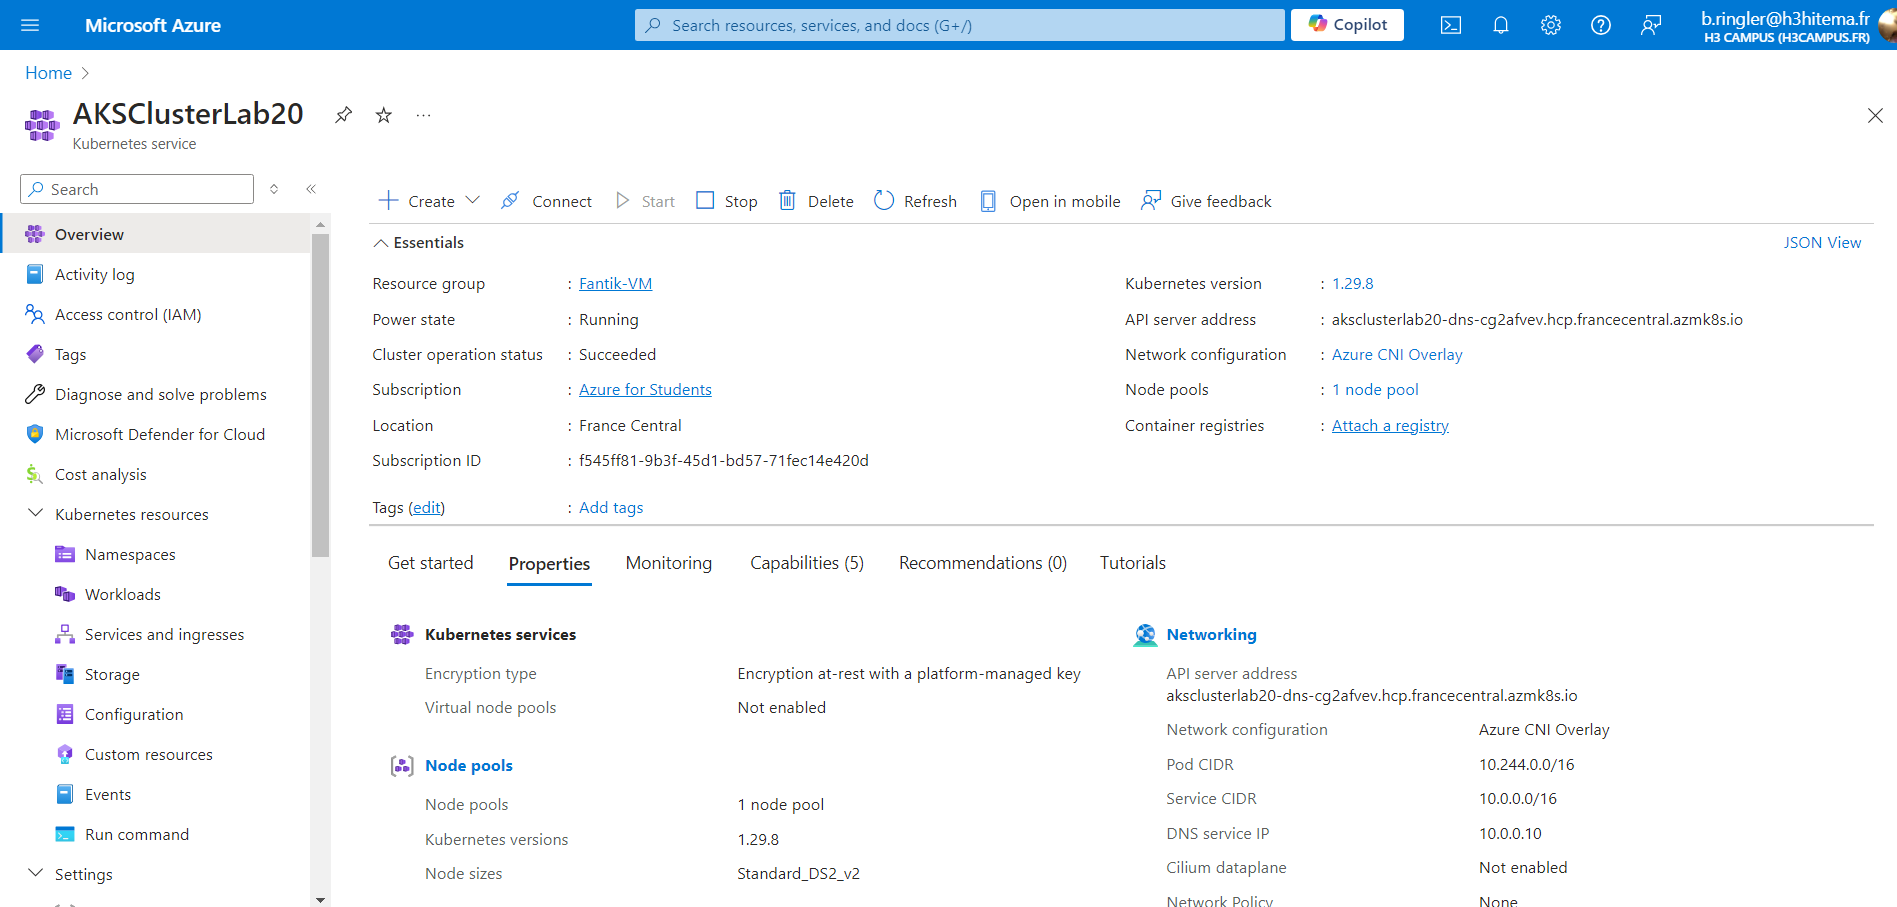 Microsoft Azure
Search resources, services, and docs (G+/)
Copilot
b.ringler@h3hitema.fr
H3 CAMPUS (H3CAMPUS.FR)
Home
AKSClusterLab20
Kubernetes service
Search
Overview
Activity log
Access control (IAM)
Tags
Diagnose and solve problems
Microsoft Defender for Cloud
Cost analysis
Kubernetes resources
Namespaces
Workloads
Services and ingresses
Storage
Configuration
Custom resources
Events
Run command
Settings
Create Connect Start Stop Delete Refresh Open in mobile Give feedback
Essentials
JSON View
Resource group : Fantik-VM
Power state : Running
Cluster operation status : Succeeded
Subscription : Azure for Students
Location : France Central
Subscription ID : f545ff81-9b3f-45d1-bd57-71fec14e420d
Kubernetes version : 1.29.8
API server address : aksclusterlab20-dns-cg2afvev.hcp.francecentral.azmk8s.io
Network configuration : Azure CNI Overlay
Node pools : 1 node pool
Container registries : Attach a registry
Tags (edit) : Add tags
Get started Properties Monitoring Capabilities (5) Recommendations (0) Tutorials
Kubernetes services
Encryption type Encryption at-rest with a platform-managed key
Virtual node pools Not enabled
Node pools
Node pools 1 node pool
Kubernetes versions 1.29.8
Node sizes Standard_DS2_v2
Networking
API server address
aksclusterlab20-dns-cg2afvev.hcp.francecentral.azmk8s.io
Network configuration Azure CNI Overlay
Pod CIDR 10.244.0.0/16
Service CIDR 10.0.0.0/16
DNS service IP 10.0.0.10
Cilium dataplane Not enabled
Network Policy None